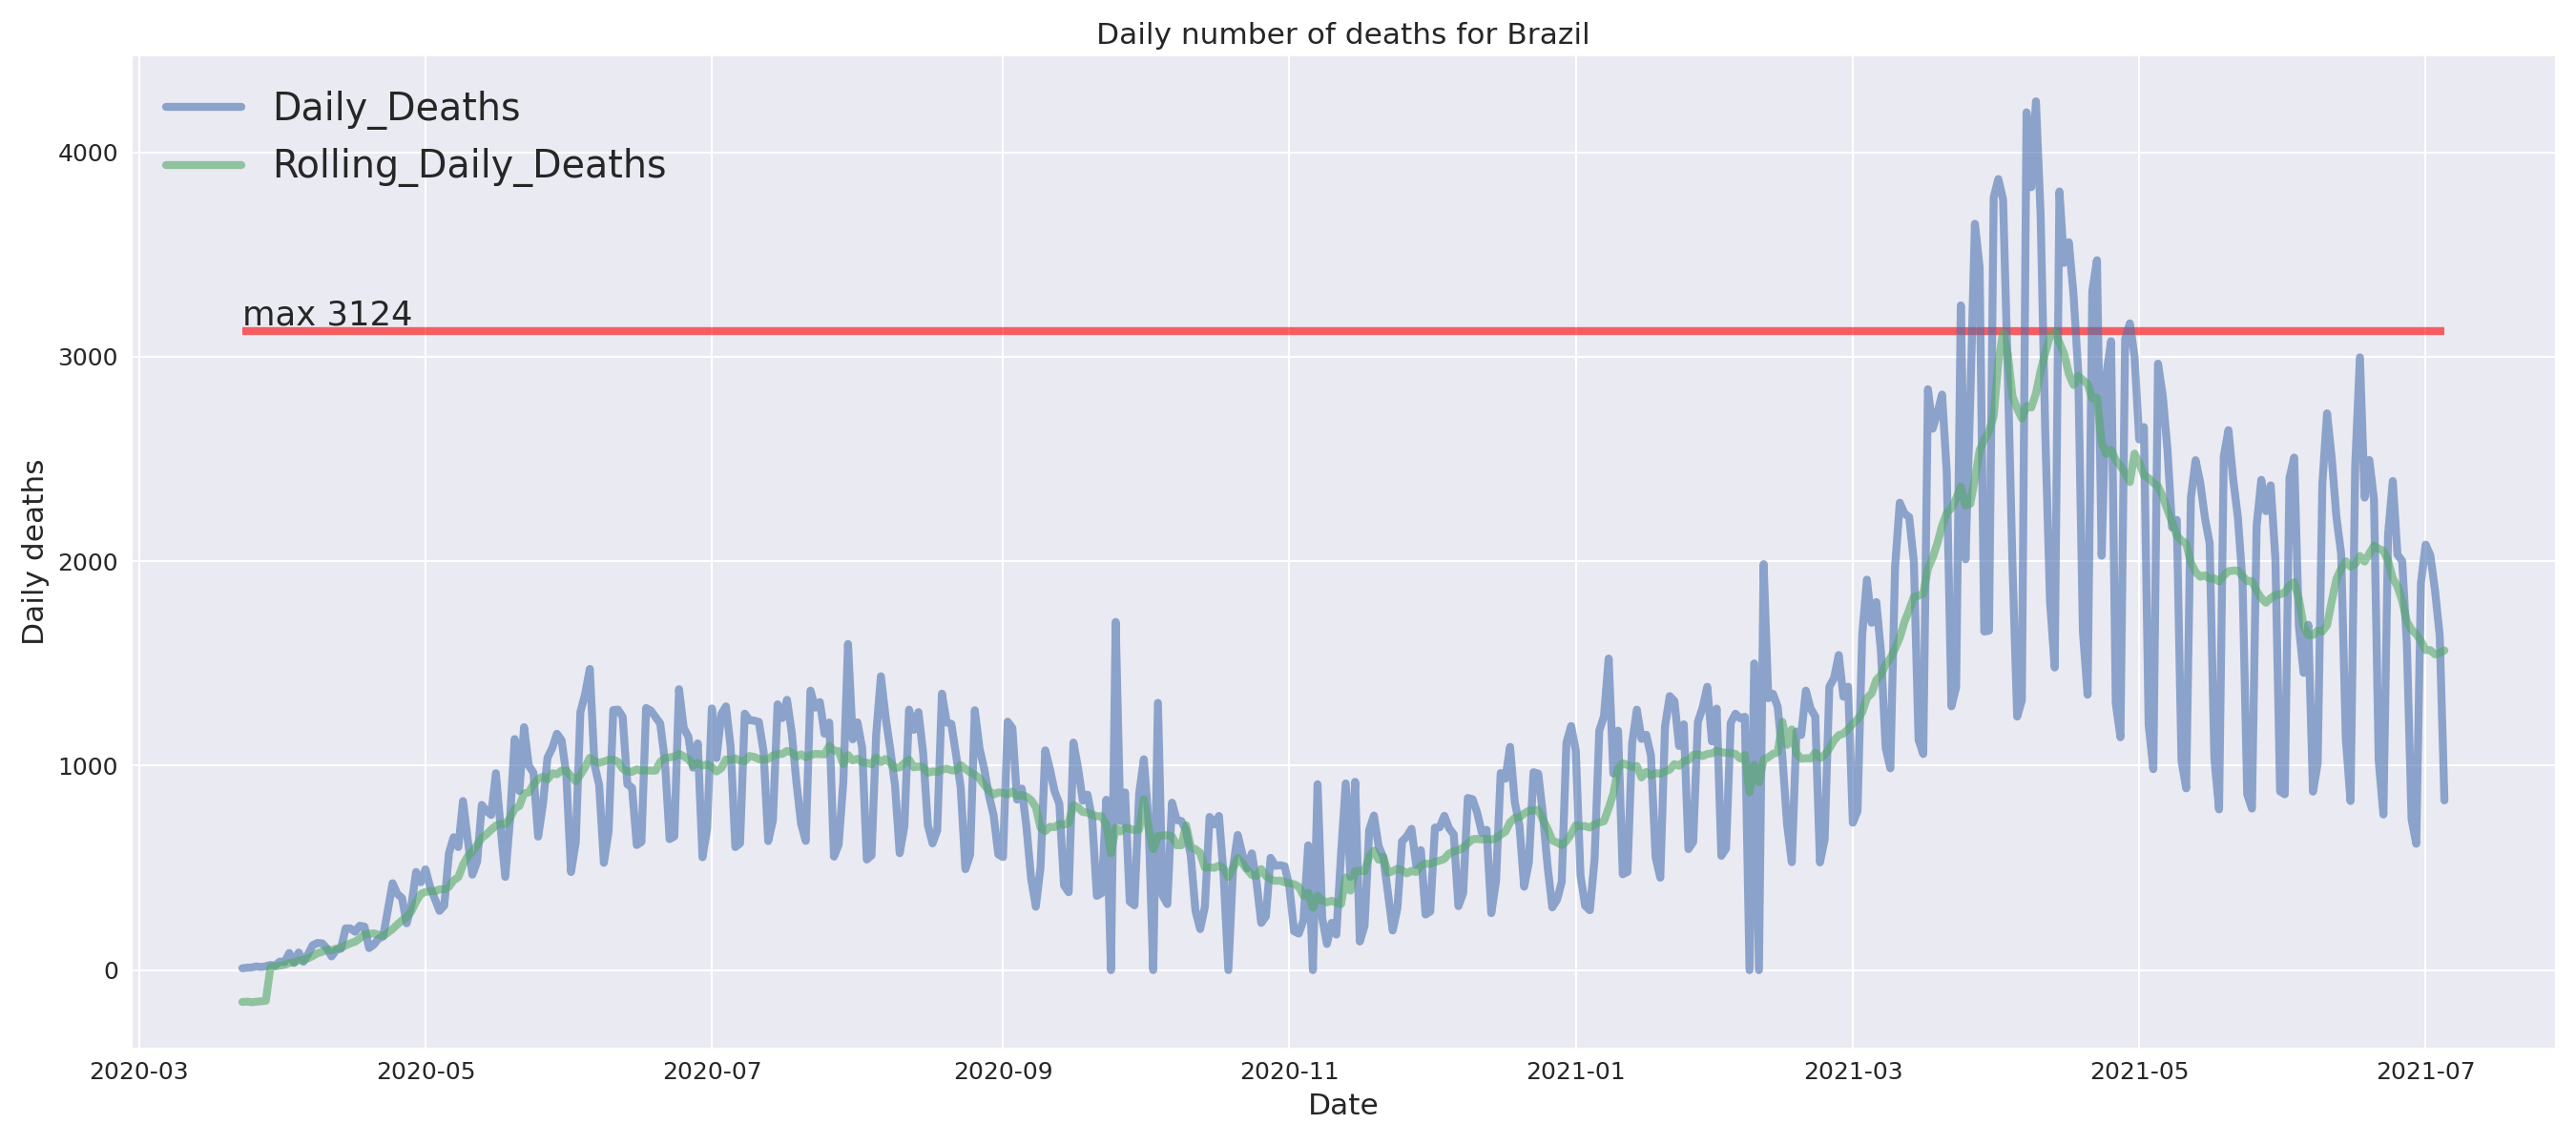 Daily number of deaths for Brazil
Daily_Deaths
Rolling_Daily_Deaths
max 3124
Daily deaths
4000
3000
2000
1000
0
2020-03
2020-05
2020-07
2020-09
2020-11
2021-01
2021-03
2021-05
2021-07
Date